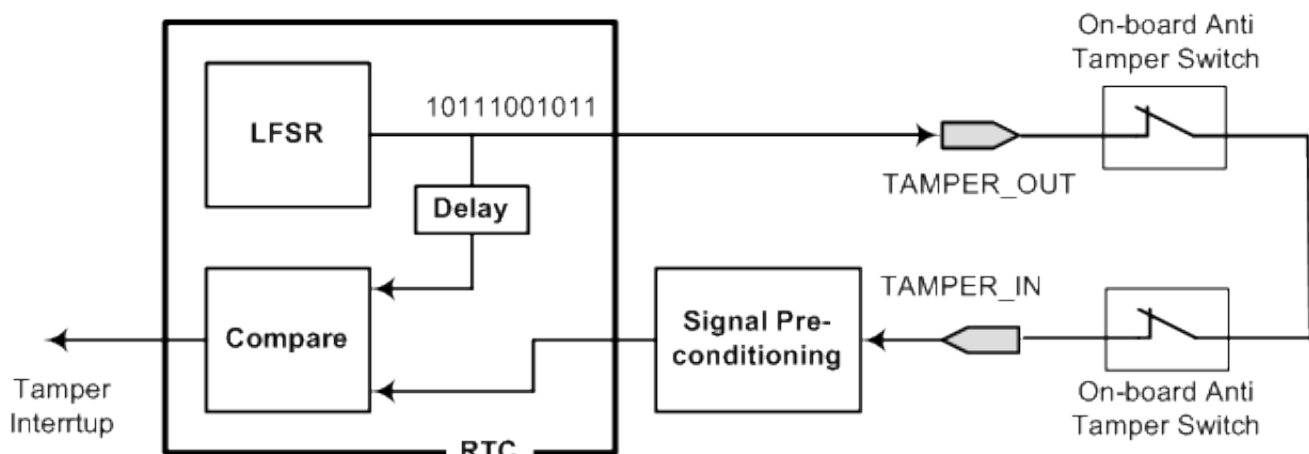 On-board Anti
Tamper Switch
10111001011
LFSR
TAMPER_OUT
Delay
TAMPER_IN
Signal Pre-
conditioning
Compare
Tamper
Interrtup
On-board Anti
Tamper Switch
RTC